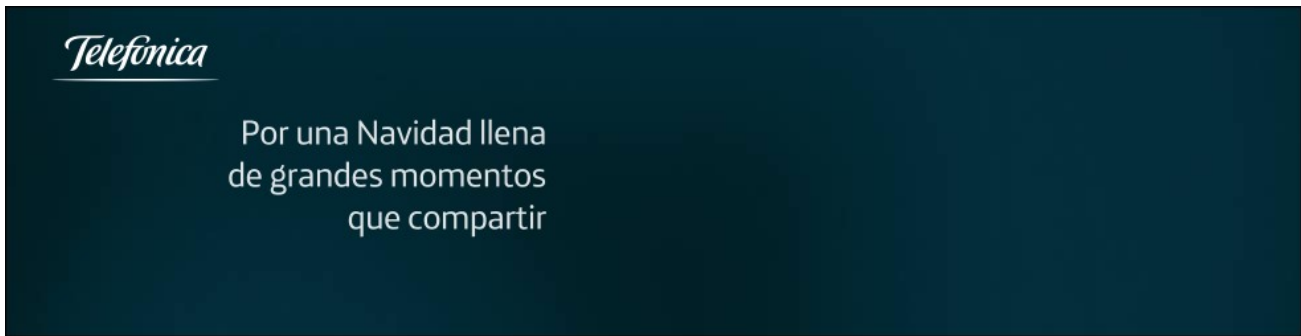 Telefónica
Por una Navidad llena
de grandes momentos
que compartir